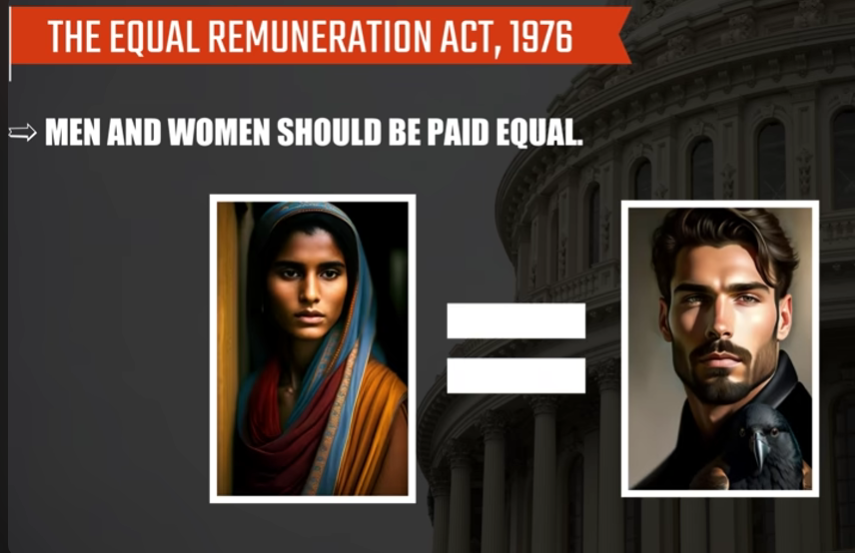 THE EQUAL REMUNERATION ACT, 1976
⇨ MEN AND WOMEN SHOULD BE PAID EQUAL.